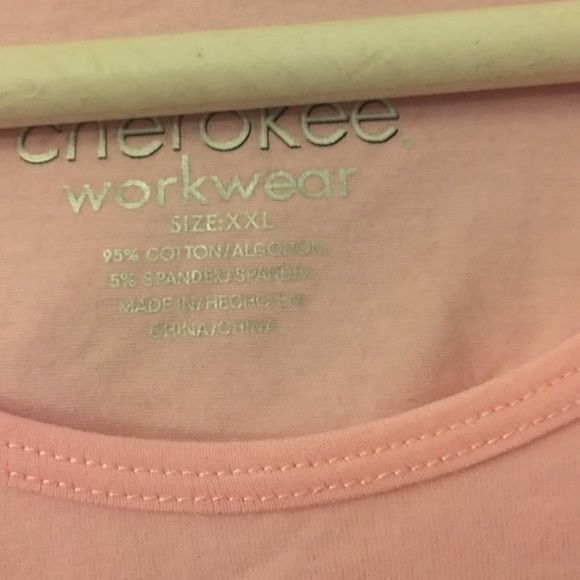 cherokee
workwear
SIZE:XXL
95% COTTON/ALGODON
5% SPANDEX/SPANDEX
MADE IN/HECHO EN
CHINA/CHINA